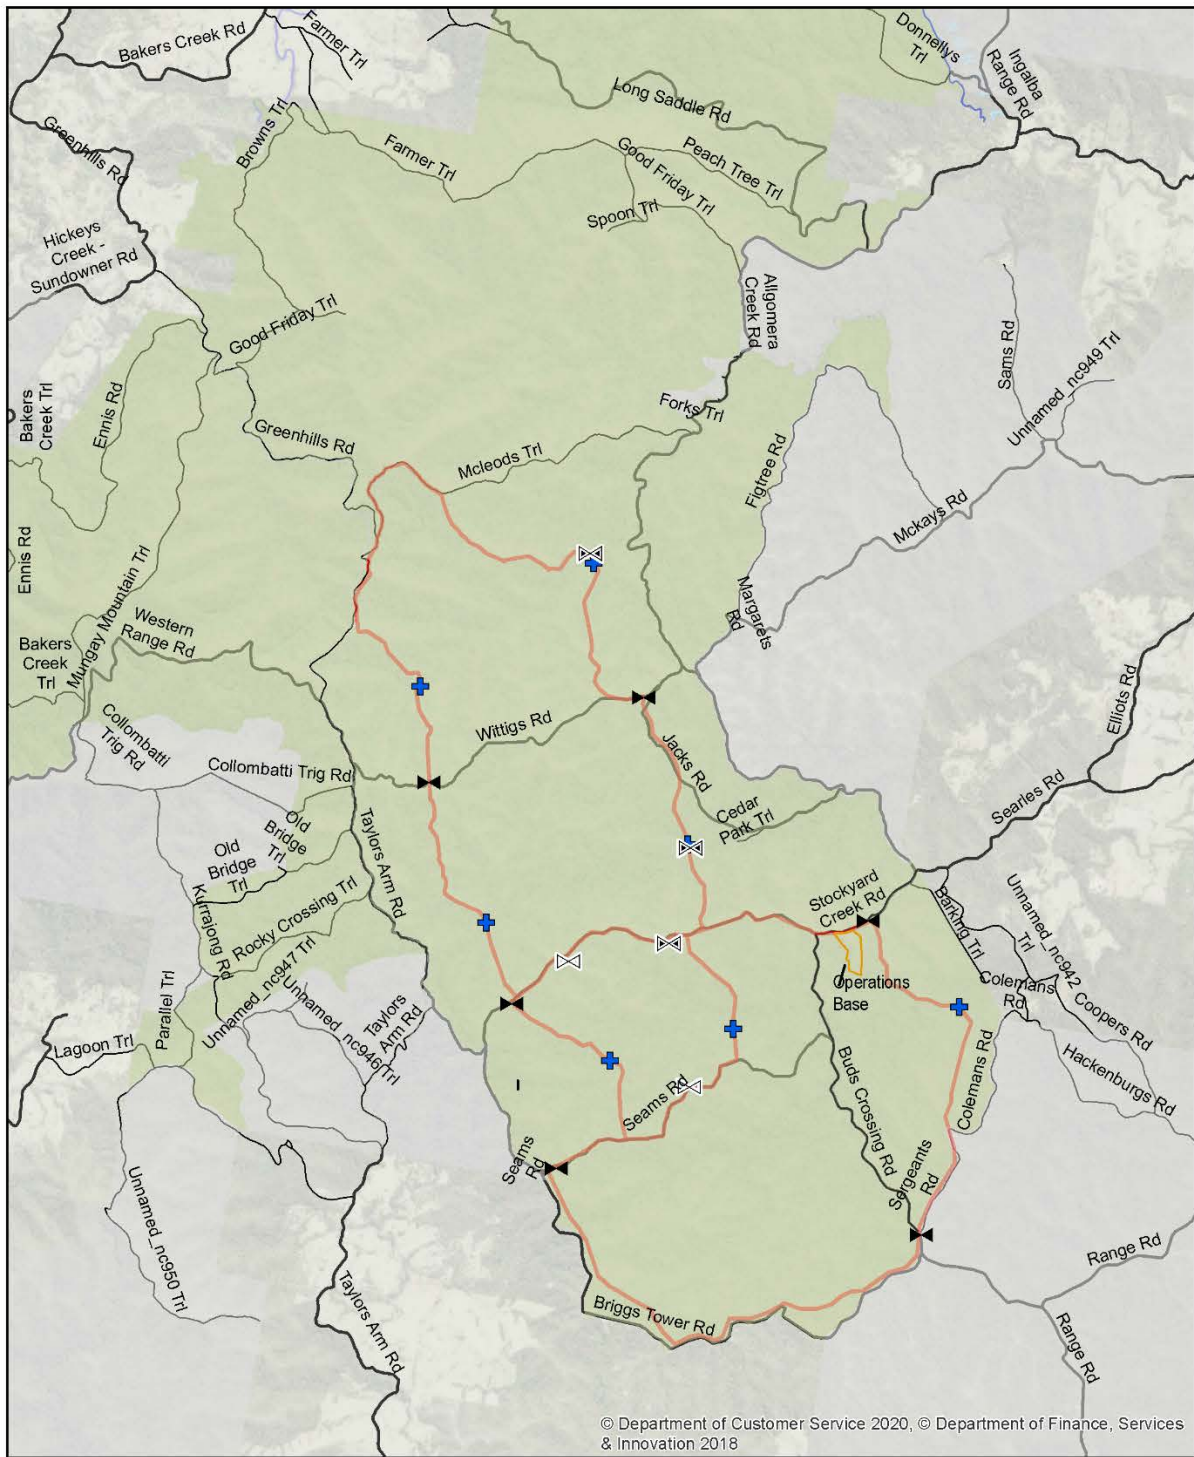 Bakers Creek Rd
Farmer Trl
Donnellys
Trl
Ingalba
Range Rd
Long Saddle Rd
Greenhills Rd
Browns Trl
Farmer Trl
Good Friday Trl
Peach Tree Trl
Spoon Trl
Hickeys
Creek -
Sundowner Rd
Allgomera
Creek Rd
Good Friday Trl
Sams Rd
Unnamed_nc949 Trl
Bakers
Creek Trl
Ennis Rd
Greenhills Rd
Forks Trl
Mcleods Trl
Figtree Rd
Mckays Rd
Ennis Rd
Mungay Mountain Trl
Western
Range Rd
Margarets
Rd
Bakers
Creek
Trl
Elliots Rd
Collombatti
Trig Rd
Wittigs Rd
Jacks Rd
Collombatti Trig Rd
Cedar
Park Trl
Searles Rd
Old
Bridge
Trl
Old
Bridge
Trl
Taylors Arm Rd
Stockyard
Creek Rd
Kurrajong Rd
Rocky Crossing Trl
Barking Trl
Unnamed_nc942
Trl
Unnamed_nc947 Trl
Operations
Base
Colemans
Rd
Coopers Rd
Parallel Trl
Unnamed_nc946 Trl
Taylors
Arm Rd
Lagoon Trl
Colemans Rd
Hackenburgs Rd
Seams Rd
Buds Crossing Rd
Seams
Rd
Sergeants
Rd
Unnamed_nc950 Trl
Range Rd
Taylors Arm Rd
Briggs Tower Rd
Range Rd
© Department of Customer Service 2020, © Department of Finance, Services
& Innovation 2018